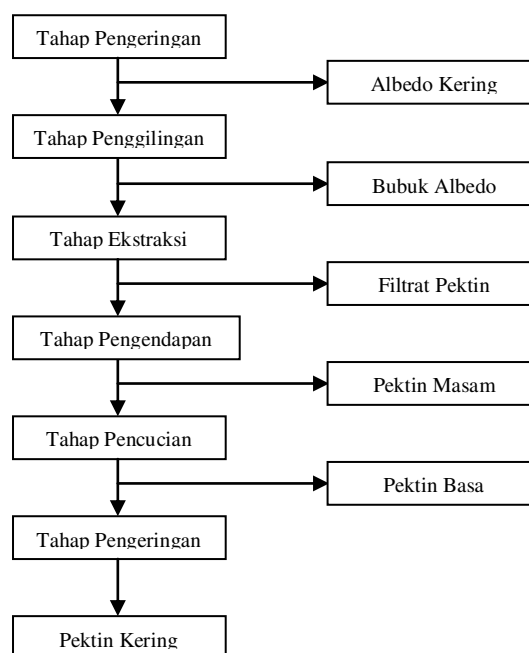 Tahap Pengeringan
Albedo Kering
Tahap Penggilingan
Bubuk Albedo
Tahap Ekstraksi
Filtrat Pektin
Tahap Pengendapan
Pektin Masam
Tahap Pencucian
Pektin Basa
Tahap Pengeringan
Pektin Kering